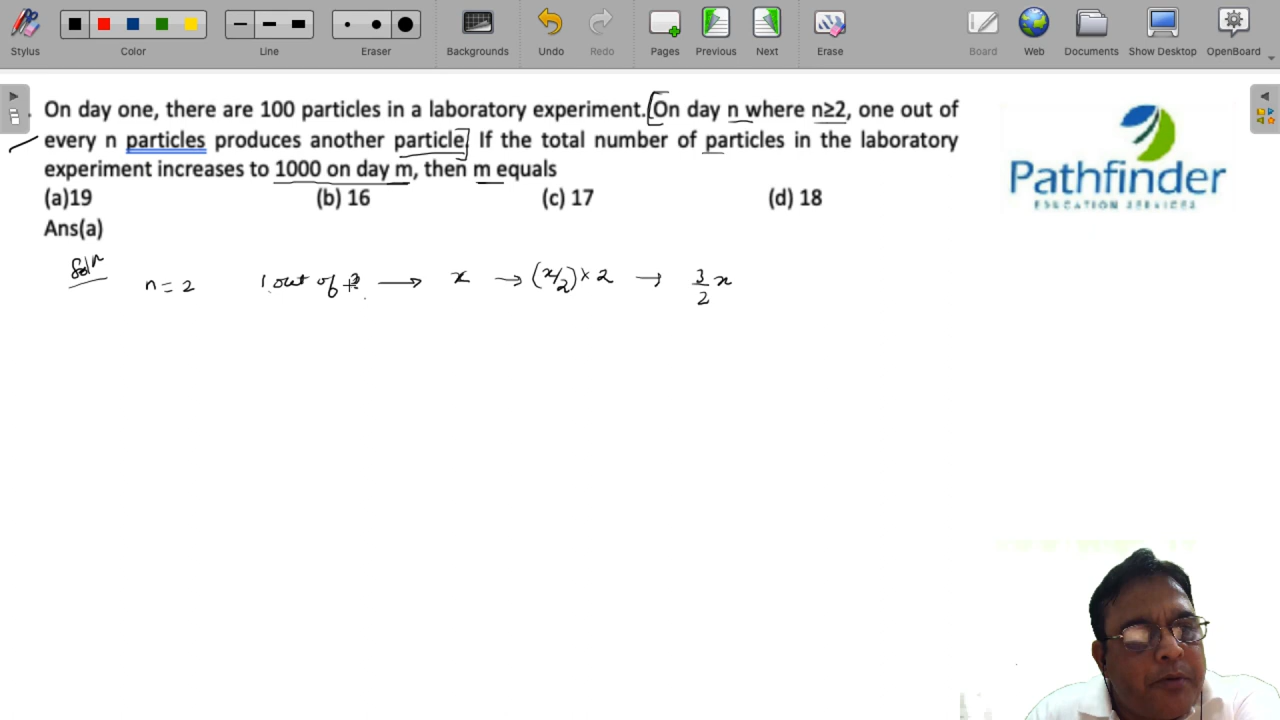 Stylus
Color
Line
Eraser
Backgrounds
Undo
Redo
Pages
Previous
Next
Erase
Board
Web
Documents
Show Desktop
OpenBoard
On day one, there are 100 particles in a laboratory experiment. On day n where n≥2, one out of
every n particles produces another particle. If the total number of particles in the laboratory
experiment increases to 1000 on day m, then m equals
(a)19 (b) 16 (c) 17 (d) 18
Ans(a)
Pathfinder
EDUCATION SERVICES
Solⁿ
n = 2 1 out of 2 → x → (x/2) × 2 → 3/2 x